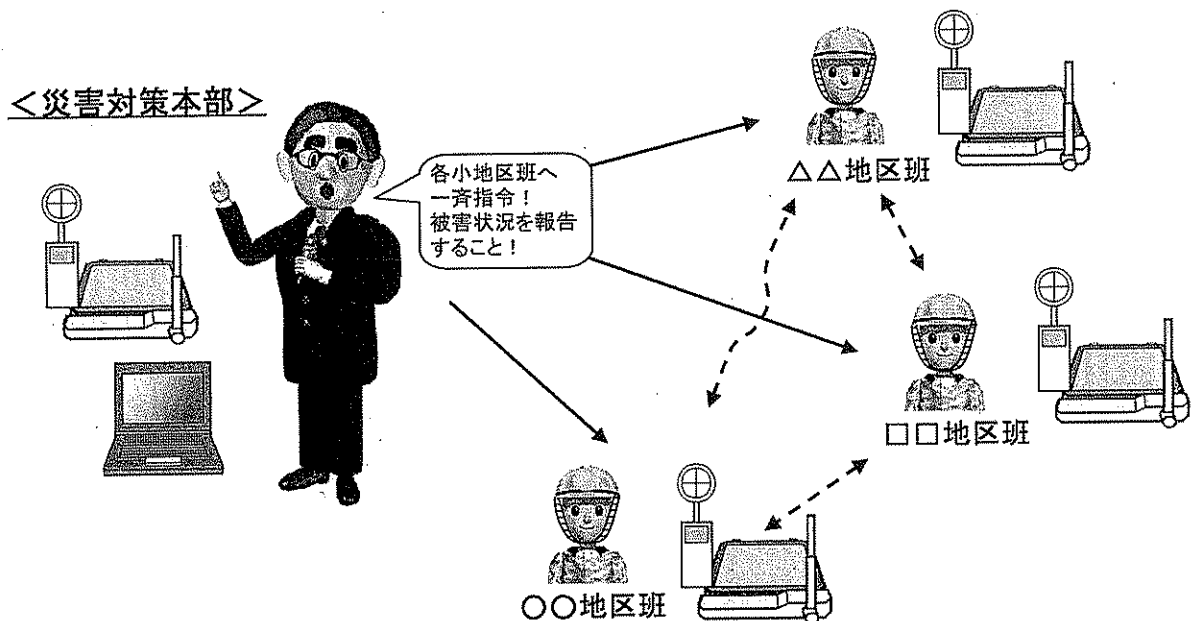 ＜災害対策本部＞
各小地区班へ
一斉指令！
被害状況を報告
すること！
△△地区班
□□地区班
○○地区班